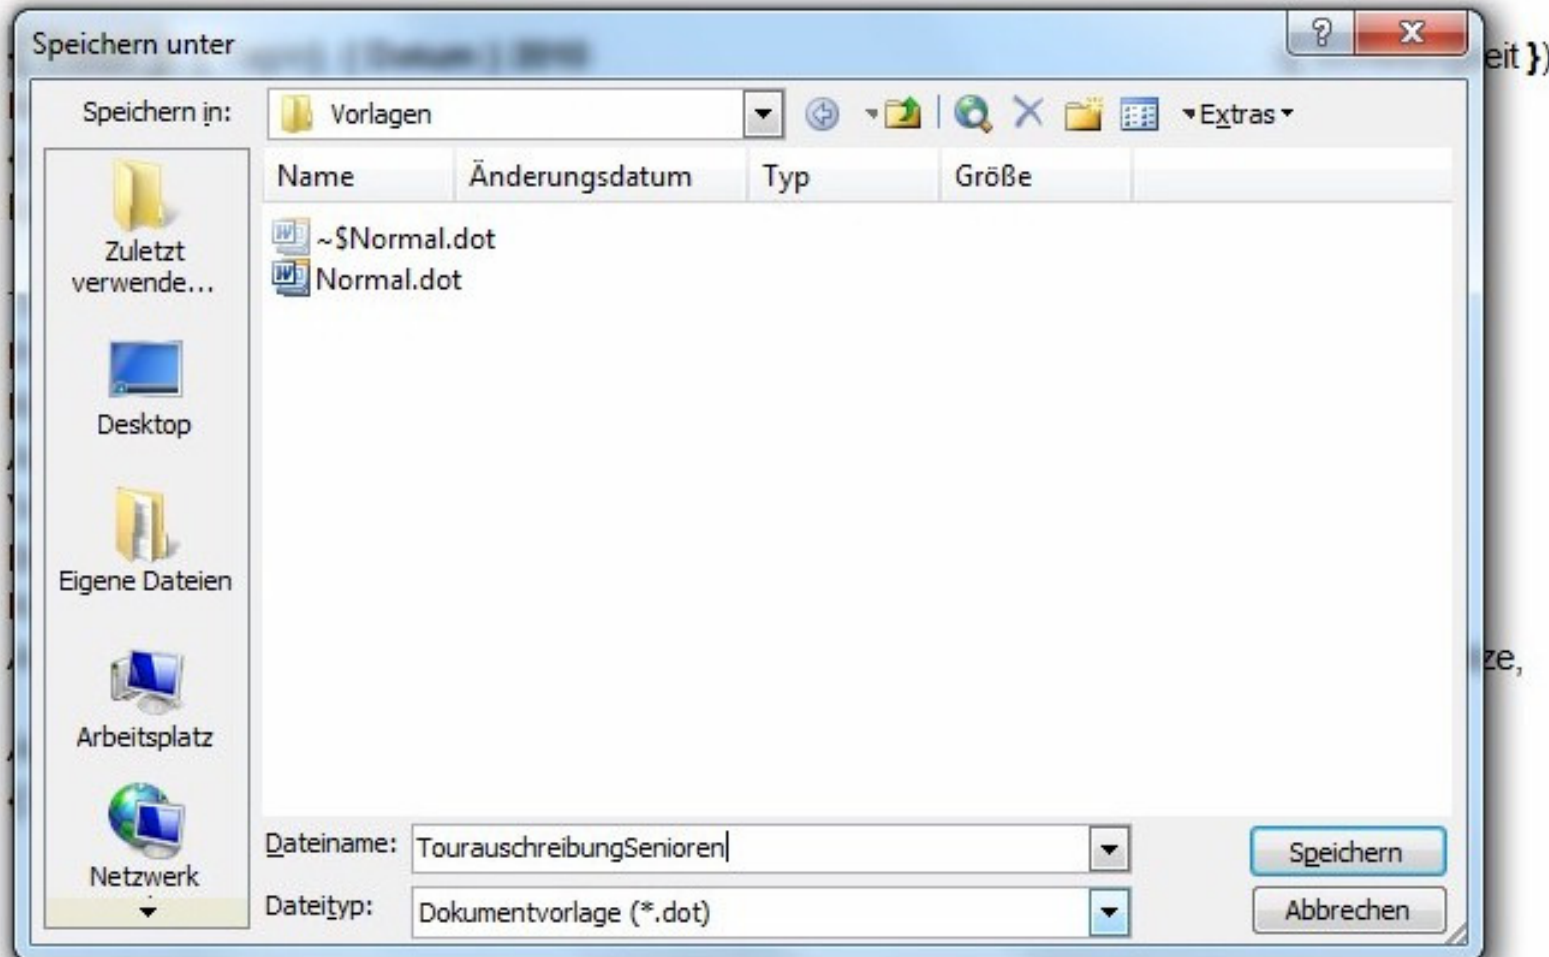 Speichern unter
eit })
Speichern in:
Vorlagen
Extras
Name Änderungsdatum Typ Größe
~$Normal.dot
Normal.dot
Zuletzt
verwende...
Desktop
Eigene Dateien
Arbeitsplatz
Netzwerk
ze,
Dateiname: TourauschreibungSenioren
Speichern
Dateityp: Dokumentvorlage (*.dot)
Abbrechen